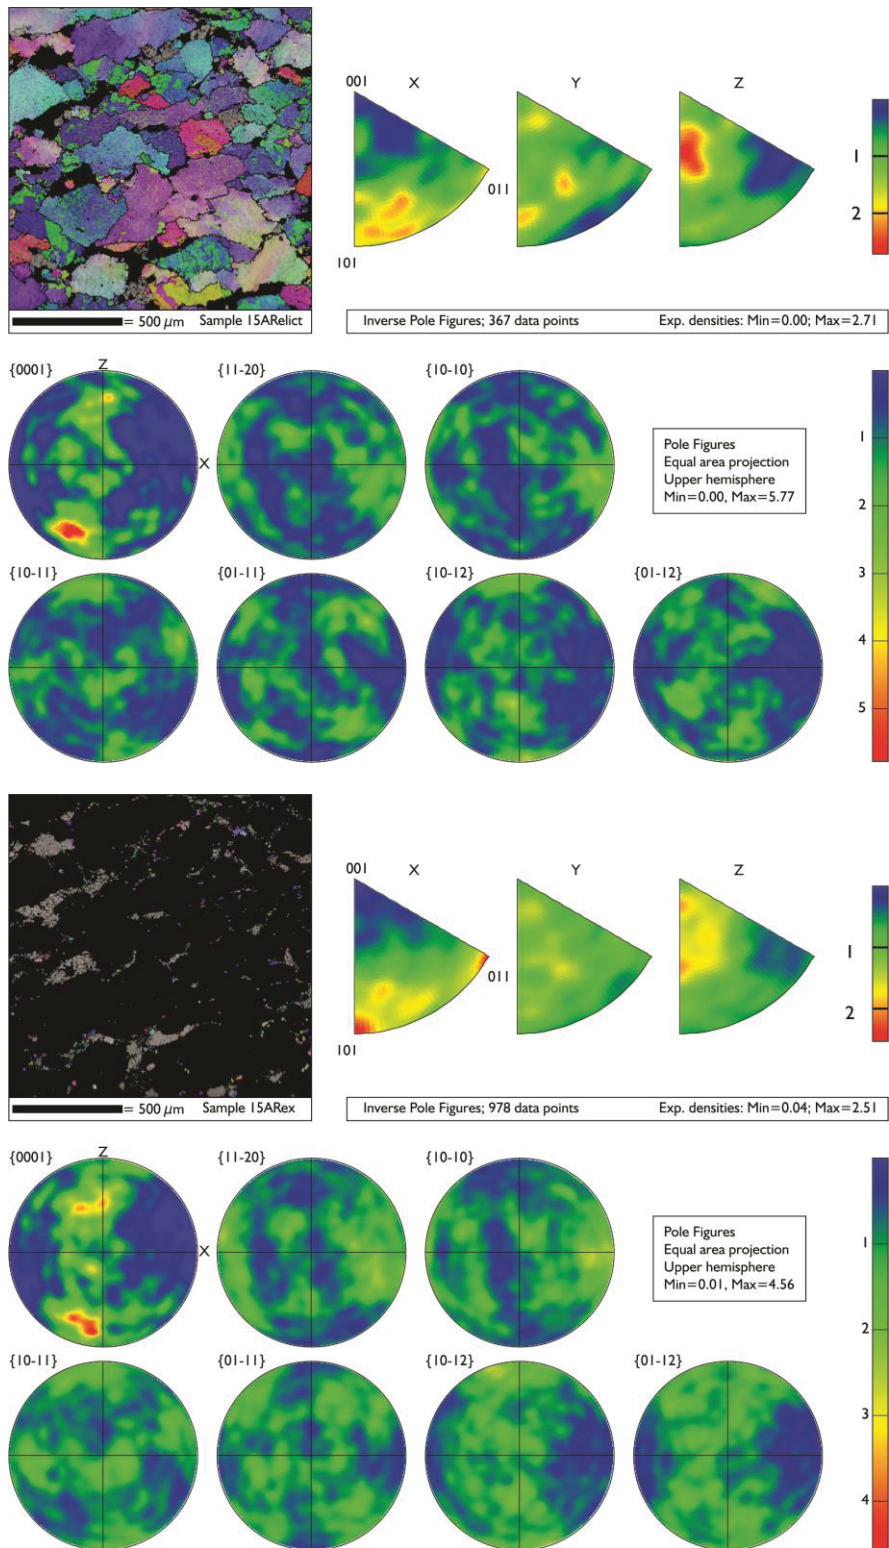 001 X Y Z
011
101
1
2
= 500 µm Sample 15ARelict
Inverse Pole Figures; 367 data points Exp. densities: Min=0.00; Max=2.71
{0001} Z {11-20} {10-10}
X
Pole Figures
Equal area projection
Upper hemisphere
Min=0.00, Max=5.77
1
2
3
4
5
{10-11} {01-11} {10-12} {01-12}
001 X Y Z
011
101
1
2
= 500 µm Sample 15ARex
Inverse Pole Figures; 978 data points Exp. densities: Min=0.04; Max=2.51
{0001} Z {11-20} {10-10}
X
Pole Figures
Equal area projection
Upper hemisphere
Min=0.01, Max=4.56
1
2
3
4
{10-11} {01-11} {10-12} {01-12}